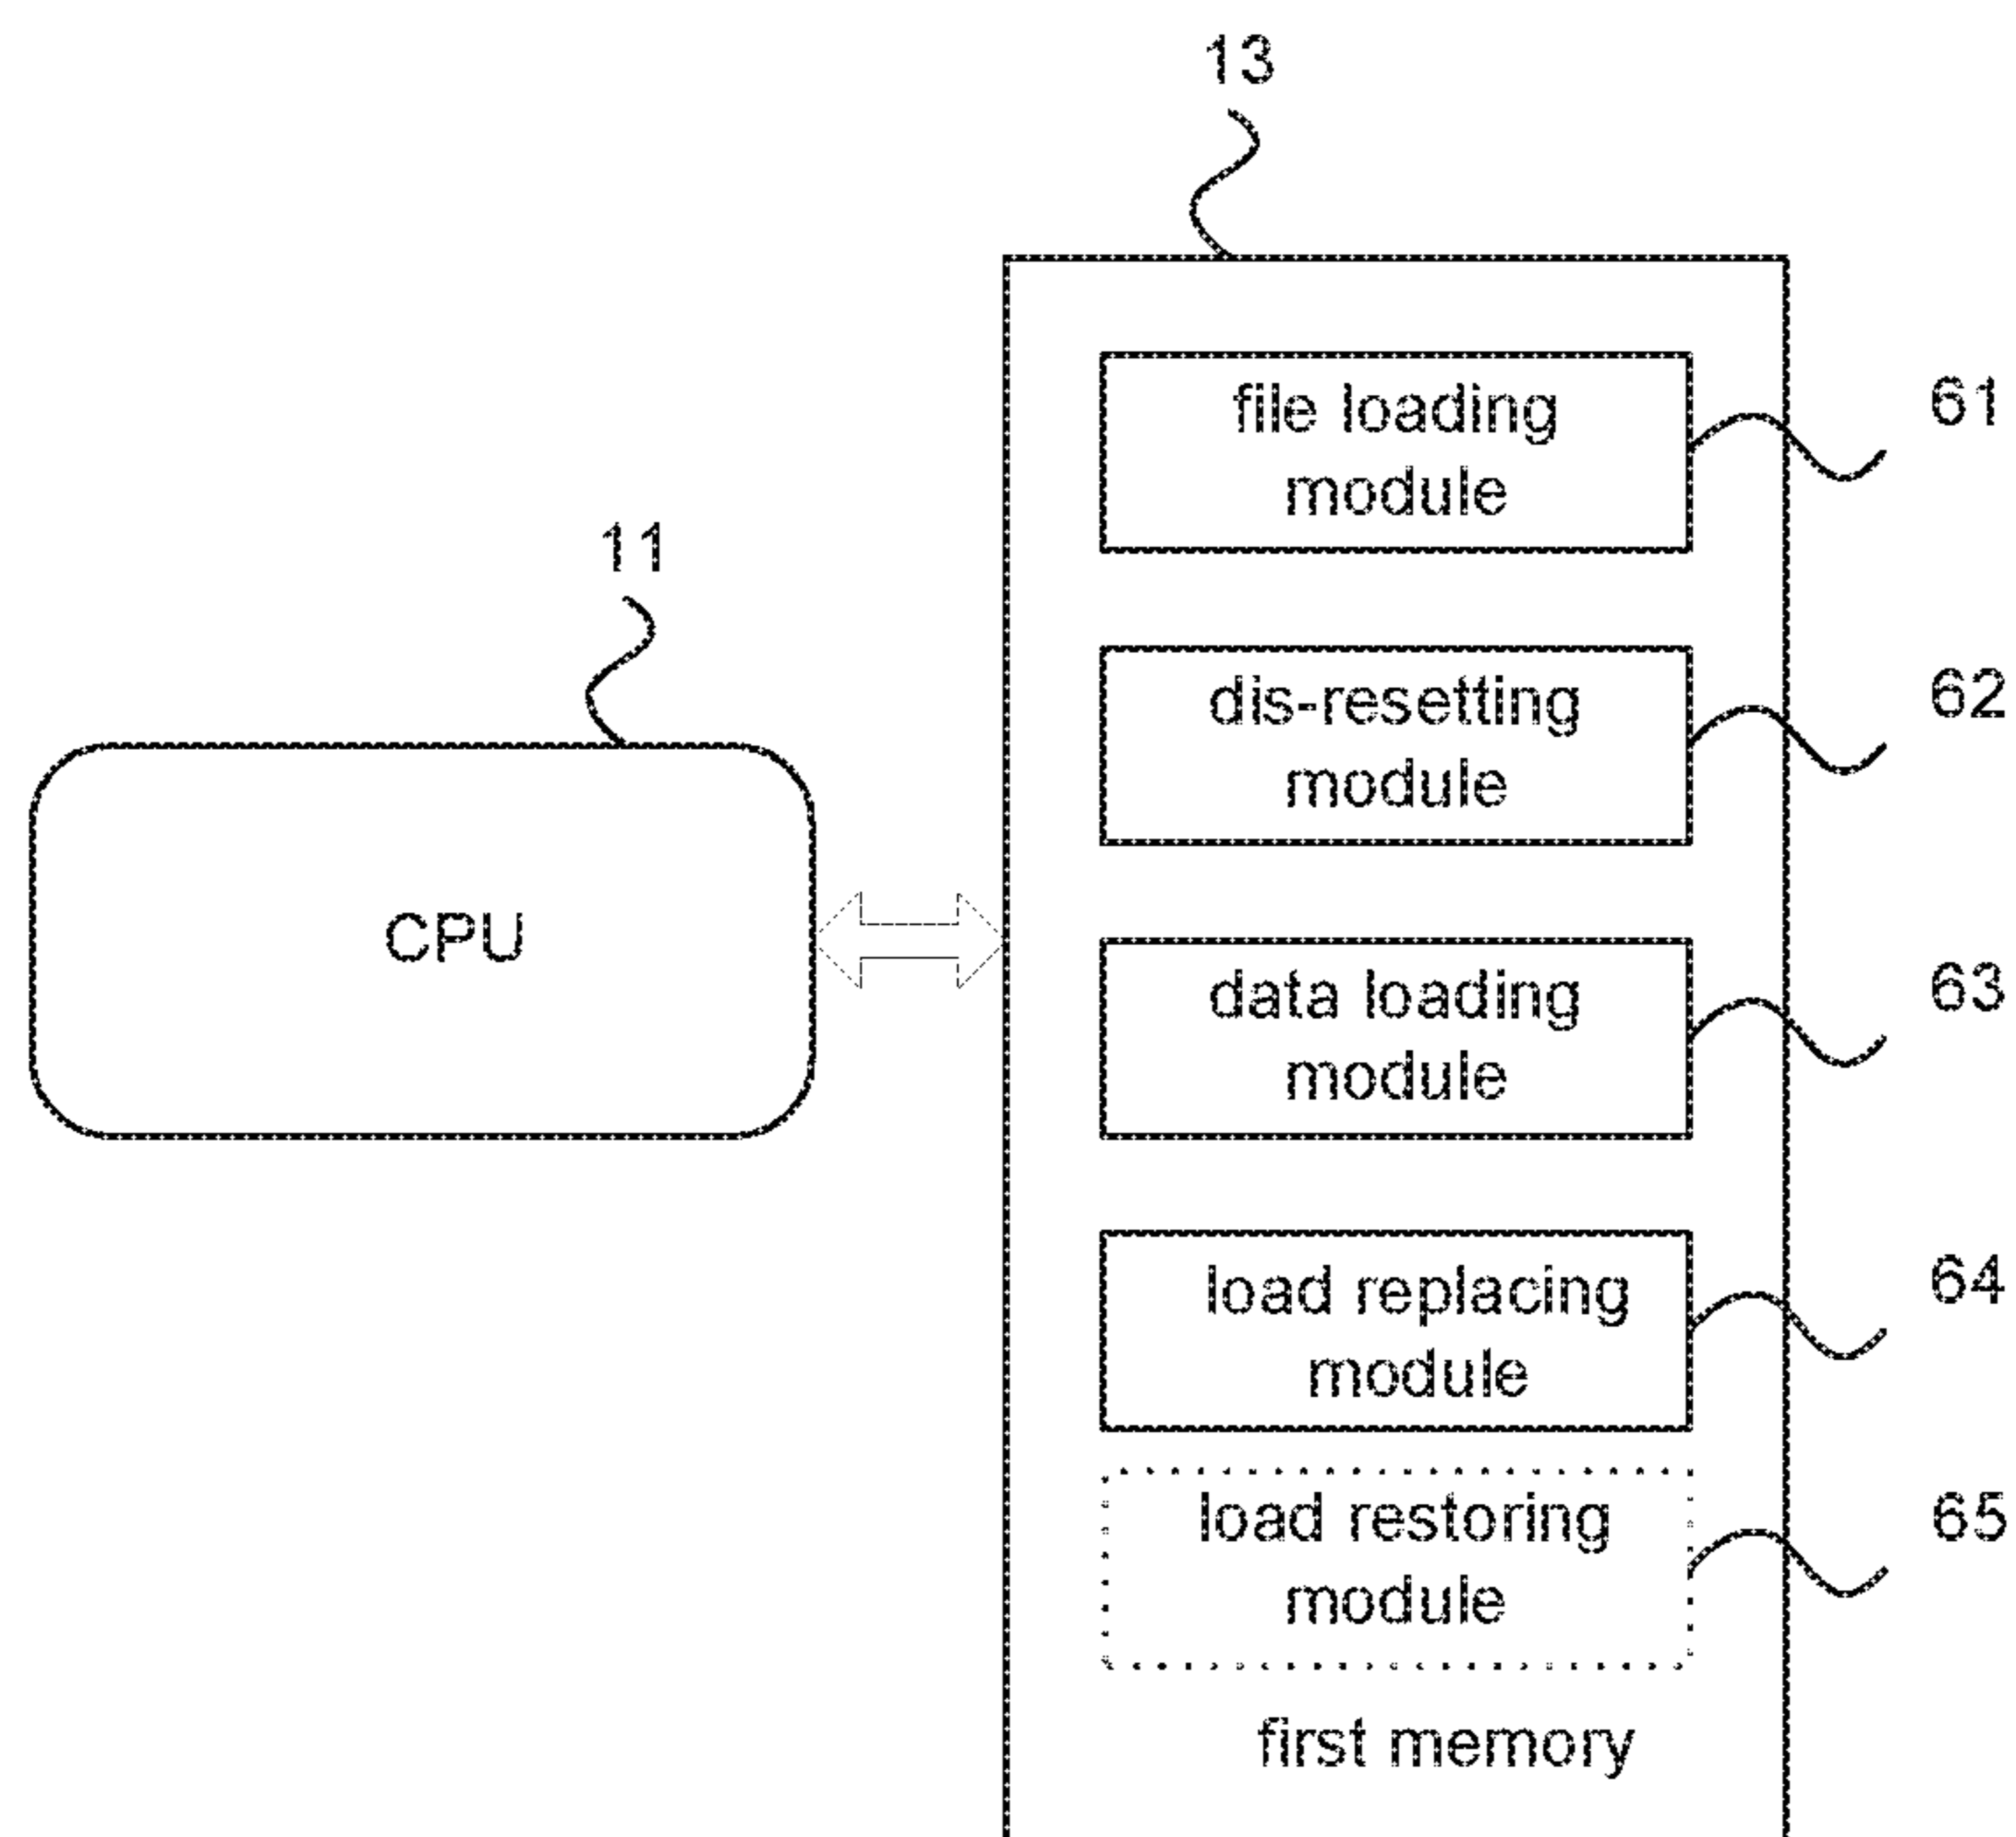 13
file loading
module
61
11
dis-resetting
module
62
CPU
data loading
module
63
load replacing
module
64
load restoring
module
65
first memory